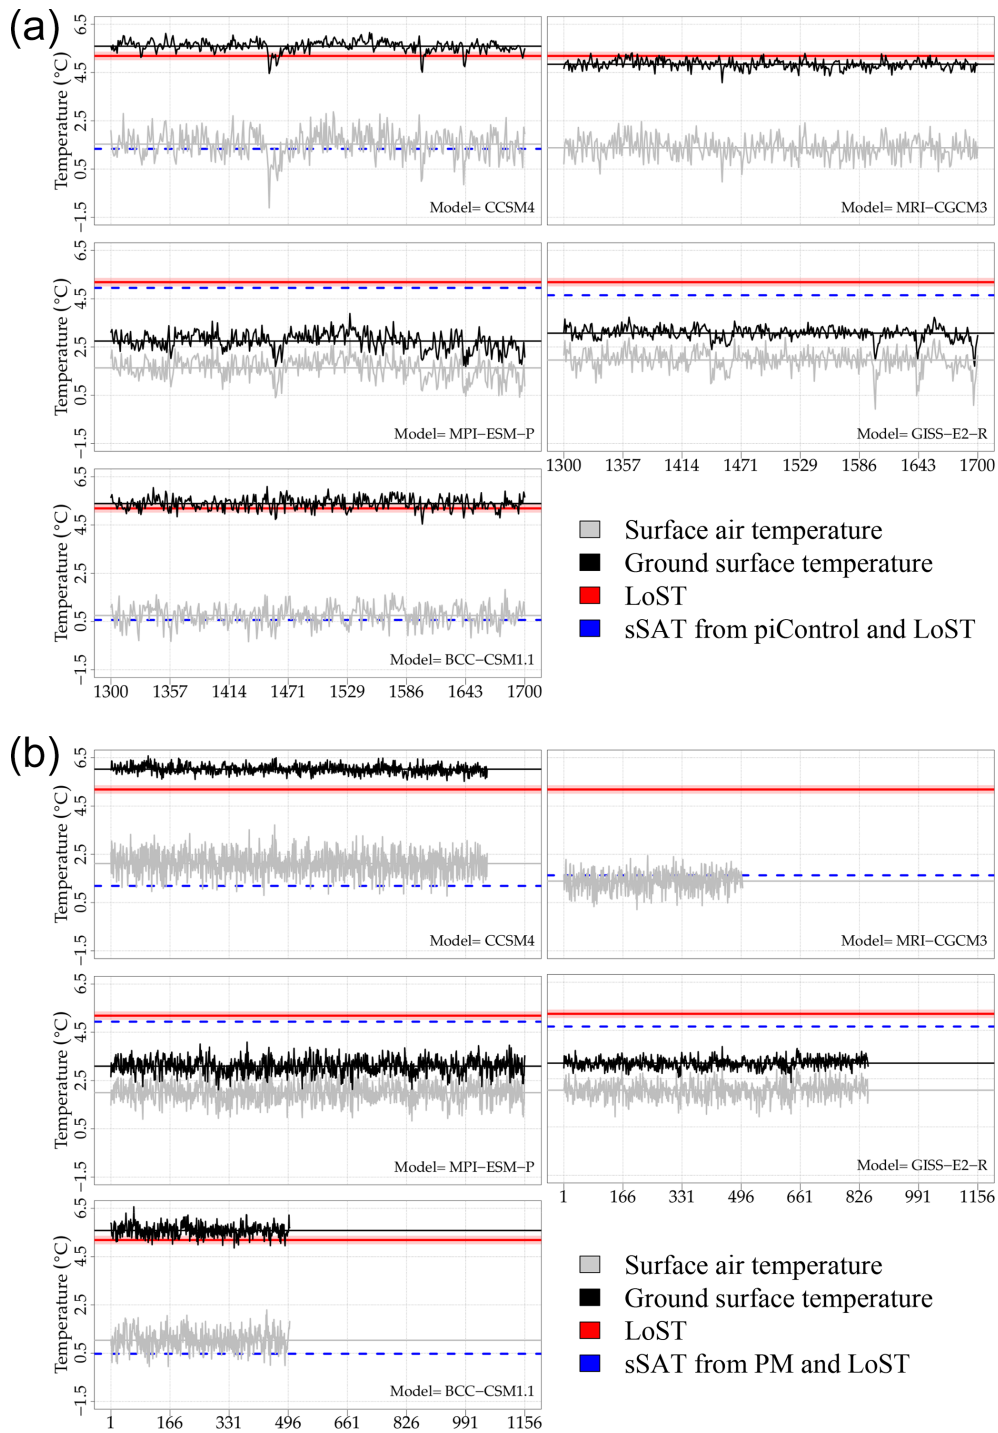 (a)
Temperature (°C)
6.5
4.5
2.5
0.5
−1.5
Model= CCSM4
Model= MRI−CGCM3
Temperature (°C)
6.5
4.5
2.5
0.5
−1.5
Model= MPI−ESM−P
Model= GISS−E2−R
1300 1357 1414 1471 1529 1586 1643 1700
Temperature (°C)
6.5
4.5
2.5
0.5
−1.5
Model= BCC−CSM1.1
1300 1357 1414 1471 1529 1586 1643 1700
Surface air temperature
Ground surface temperature
LoST
sSAT from piControl and LoST
(b)
Temperature (°C)
6.5
4.5
2.5
0.5
−1.5
Model= CCSM4
Model= MRI−CGCM3
Temperature (°C)
6.5
4.5
2.5
0.5
−1.5
Model= MPI−ESM−P
Model= GISS−E2−R
1 166 331 496 661 826 991 1156
Temperature (°C)
6.5
4.5
2.5
0.5
−1.5
Model= BCC−CSM1.1
1 166 331 496 661 826 991 1156
Surface air temperature
Ground surface temperature
LoST
sSAT from PM and LoST